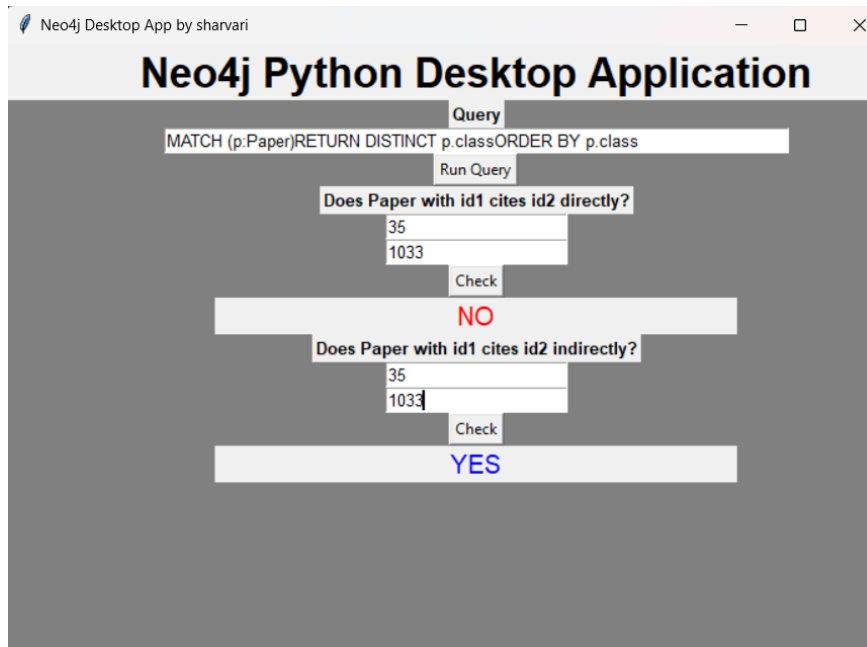 Neo4j Desktop App by sharvari
Neo4j Python Desktop Application
Query
MATCH (p:Paper)RETURN DISTINCT p.classORDER BY p.class
Run Query
Does Paper with id1 cites id2 directly?
35
1033
Check
NO
Does Paper with id1 cites id2 indirectly?
35
1033
Check
YES